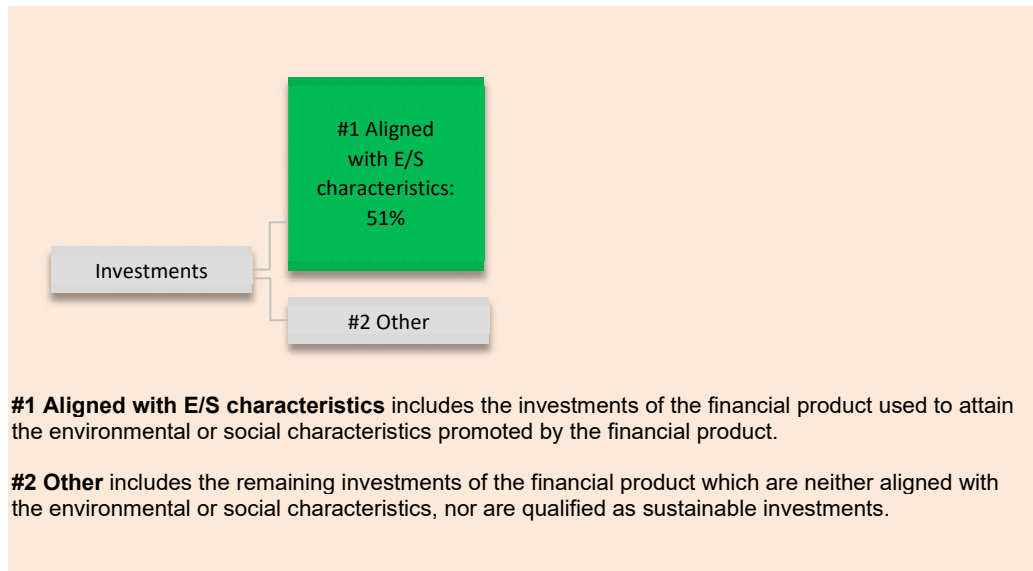 #1 Aligned
with E/S
characteristics:
51%
Investments
#2 Other
#1 Aligned with E/S characteristics includes the investments of the financial product used to attain
the environmental or social characteristics promoted by the financial product.
#2 Other includes the remaining investments of the financial product which are neither aligned with
the environmental or social characteristics, nor are qualified as sustainable investments.